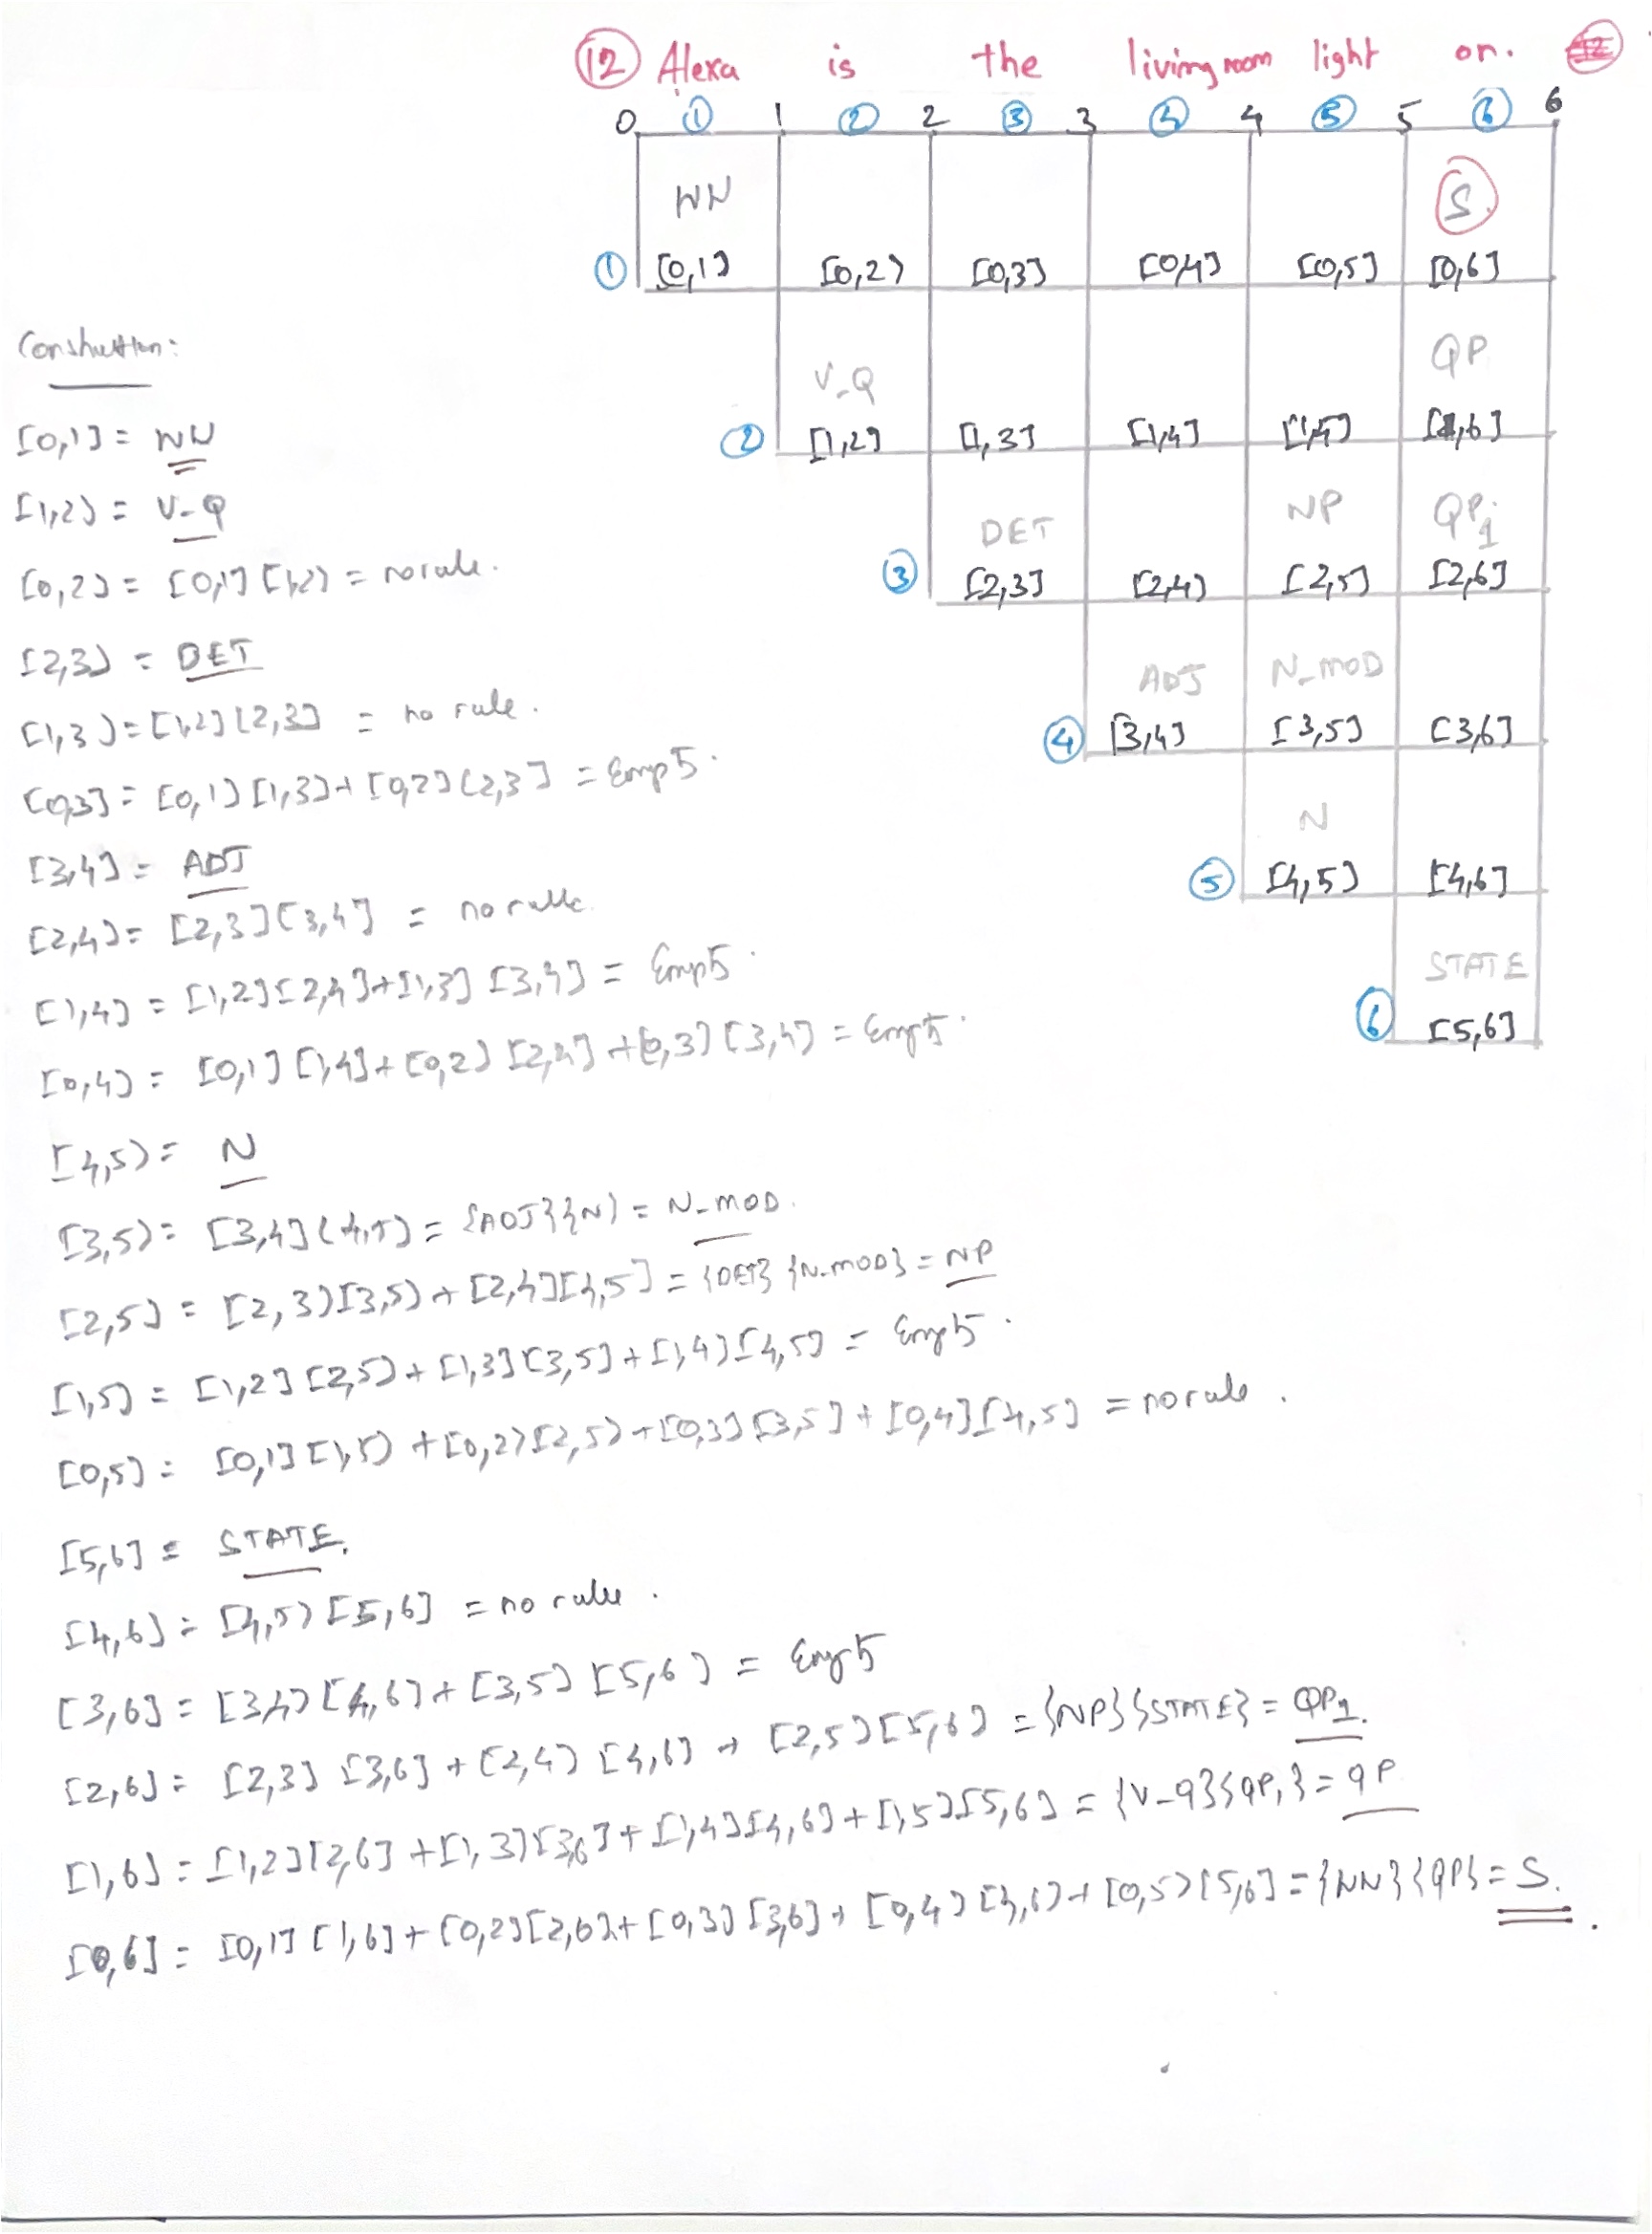 12 Alexa is the living room light on.
0 1 1 2 2 3 3 4 4 5 5 6 6
WN S.
1 [0,1] [0,2] [0,3] [0,4] [0,5] [0,6]
Construction:
V_Q QP
2 [1,2] [1,3] [1,4] [1,5] [1,6]
[0,1] = WN
DET NP QP1
3 [2,3] [2,4] [2,5] [2,6]
[1,2] = V_Q
[0,2] = [0,1] [1,2] = no rule.
ADJ N_MOD
4 [3,4] [3,5] [3,6]
[2,3] = DET
[1,3] = [1,2] [2,3] = no rule.
N
5 [4,5] [4,6]
[0,3] = [0,1] [1,3] + [0,2] [2,3] = Empty.
[3,4] = ADJ
STATE
6 [5,6]
[2,4] = [2,3] [3,4] = no rule.
[1,4] = [1,2] [2,4] + [1,3] [3,4] = Empty.
[0,4] = [0,1] [1,4] + [0,2] [2,4] + [0,3] [3,4] = Empty.
[4,5] = N
[3,5] = [3,4] [4,5] = {ADJ} {N} = N_MOD.
[2,5] = [2,3] [3,5] + [2,4] [4,5] = {DET} {N_MOD} = NP
[1,5] = [1,2] [2,5] + [1,3] [3,5] + [1,4] [4,5] = Empty.
[0,5] = [0,1] [1,5] + [0,2] [2,5] + [0,3] [3,5] + [0,4] [4,5] = no rule.
[5,6] = STATE.
[4,6] = [4,5] [5,6] = no rule.
[3,6] = [3,4] [4,6] + [3,5] [5,6] = Empty
[2,6] = [2,3] [3,6] + [2,4] [4,6] + [2,5] [5,6] = {NP} {STATE} = QP1.
[1,6] = [1,2] [2,6] + [1,3] [3,6] + [1,4] [4,6] + [1,5] [5,6] = {V_Q} {QP1} = QP
[0,6] = [0,1] [1,6] + [0,2] [2,6] + [0,3] [3,6] + [0,4] [4,6] + [0,5] [5,6] = {WN} {QP} = S.